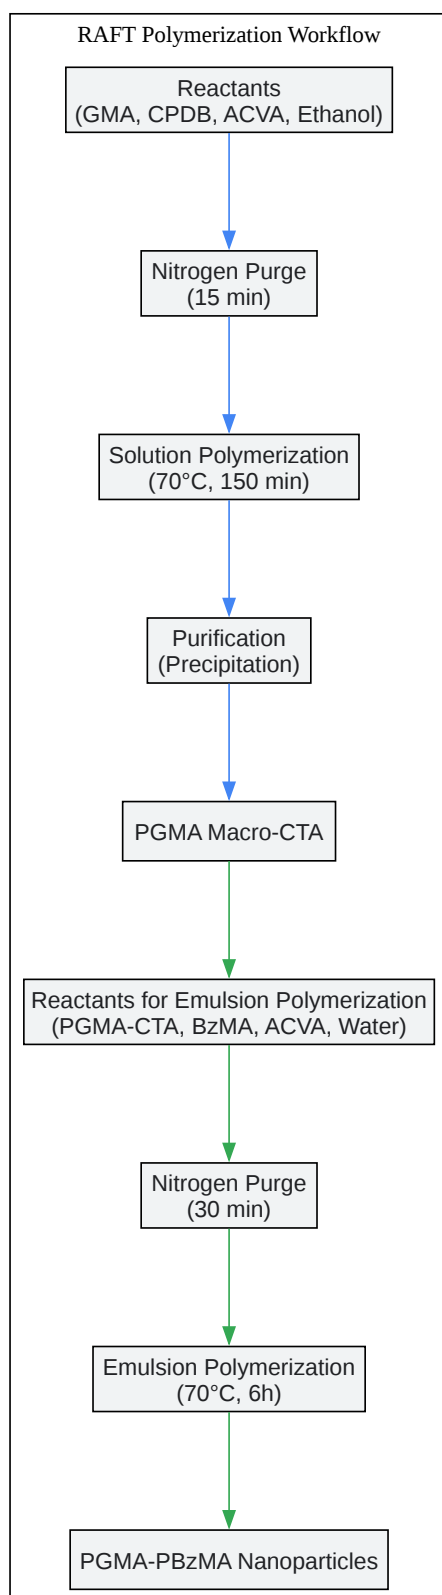 RAFT Polymerization Workflow
Reactants
(GMA, CPDB, ACVA, Ethanol)
Nitrogen Purge
(15 min)
Solution Polymerization
(70°C, 150 min)
Purification
(Precipitation)
PGMA Macro-CTA
Reactants for Emulsion Polymerization
(PGMA-CTA, BzMA, ACVA, Water)
Nitrogen Purge
(30 min)
Emulsion Polymerization
(70°C, 6h)
PGMA-PBzMA Nanoparticles